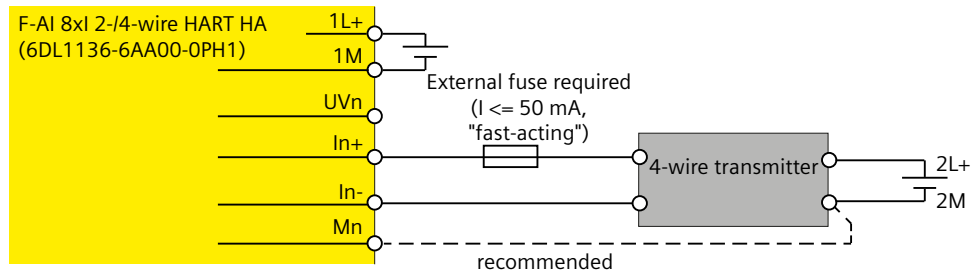 F-AI 8xI 2-/4-wire HART HA
(6DL1136-6AA00-0PH1)
1L+
1M
UVn
In+
In-
Mn
External fuse required
(I <= 50 mA,
"fast-acting")
4-wire transmitter
2L+
2M
recommended